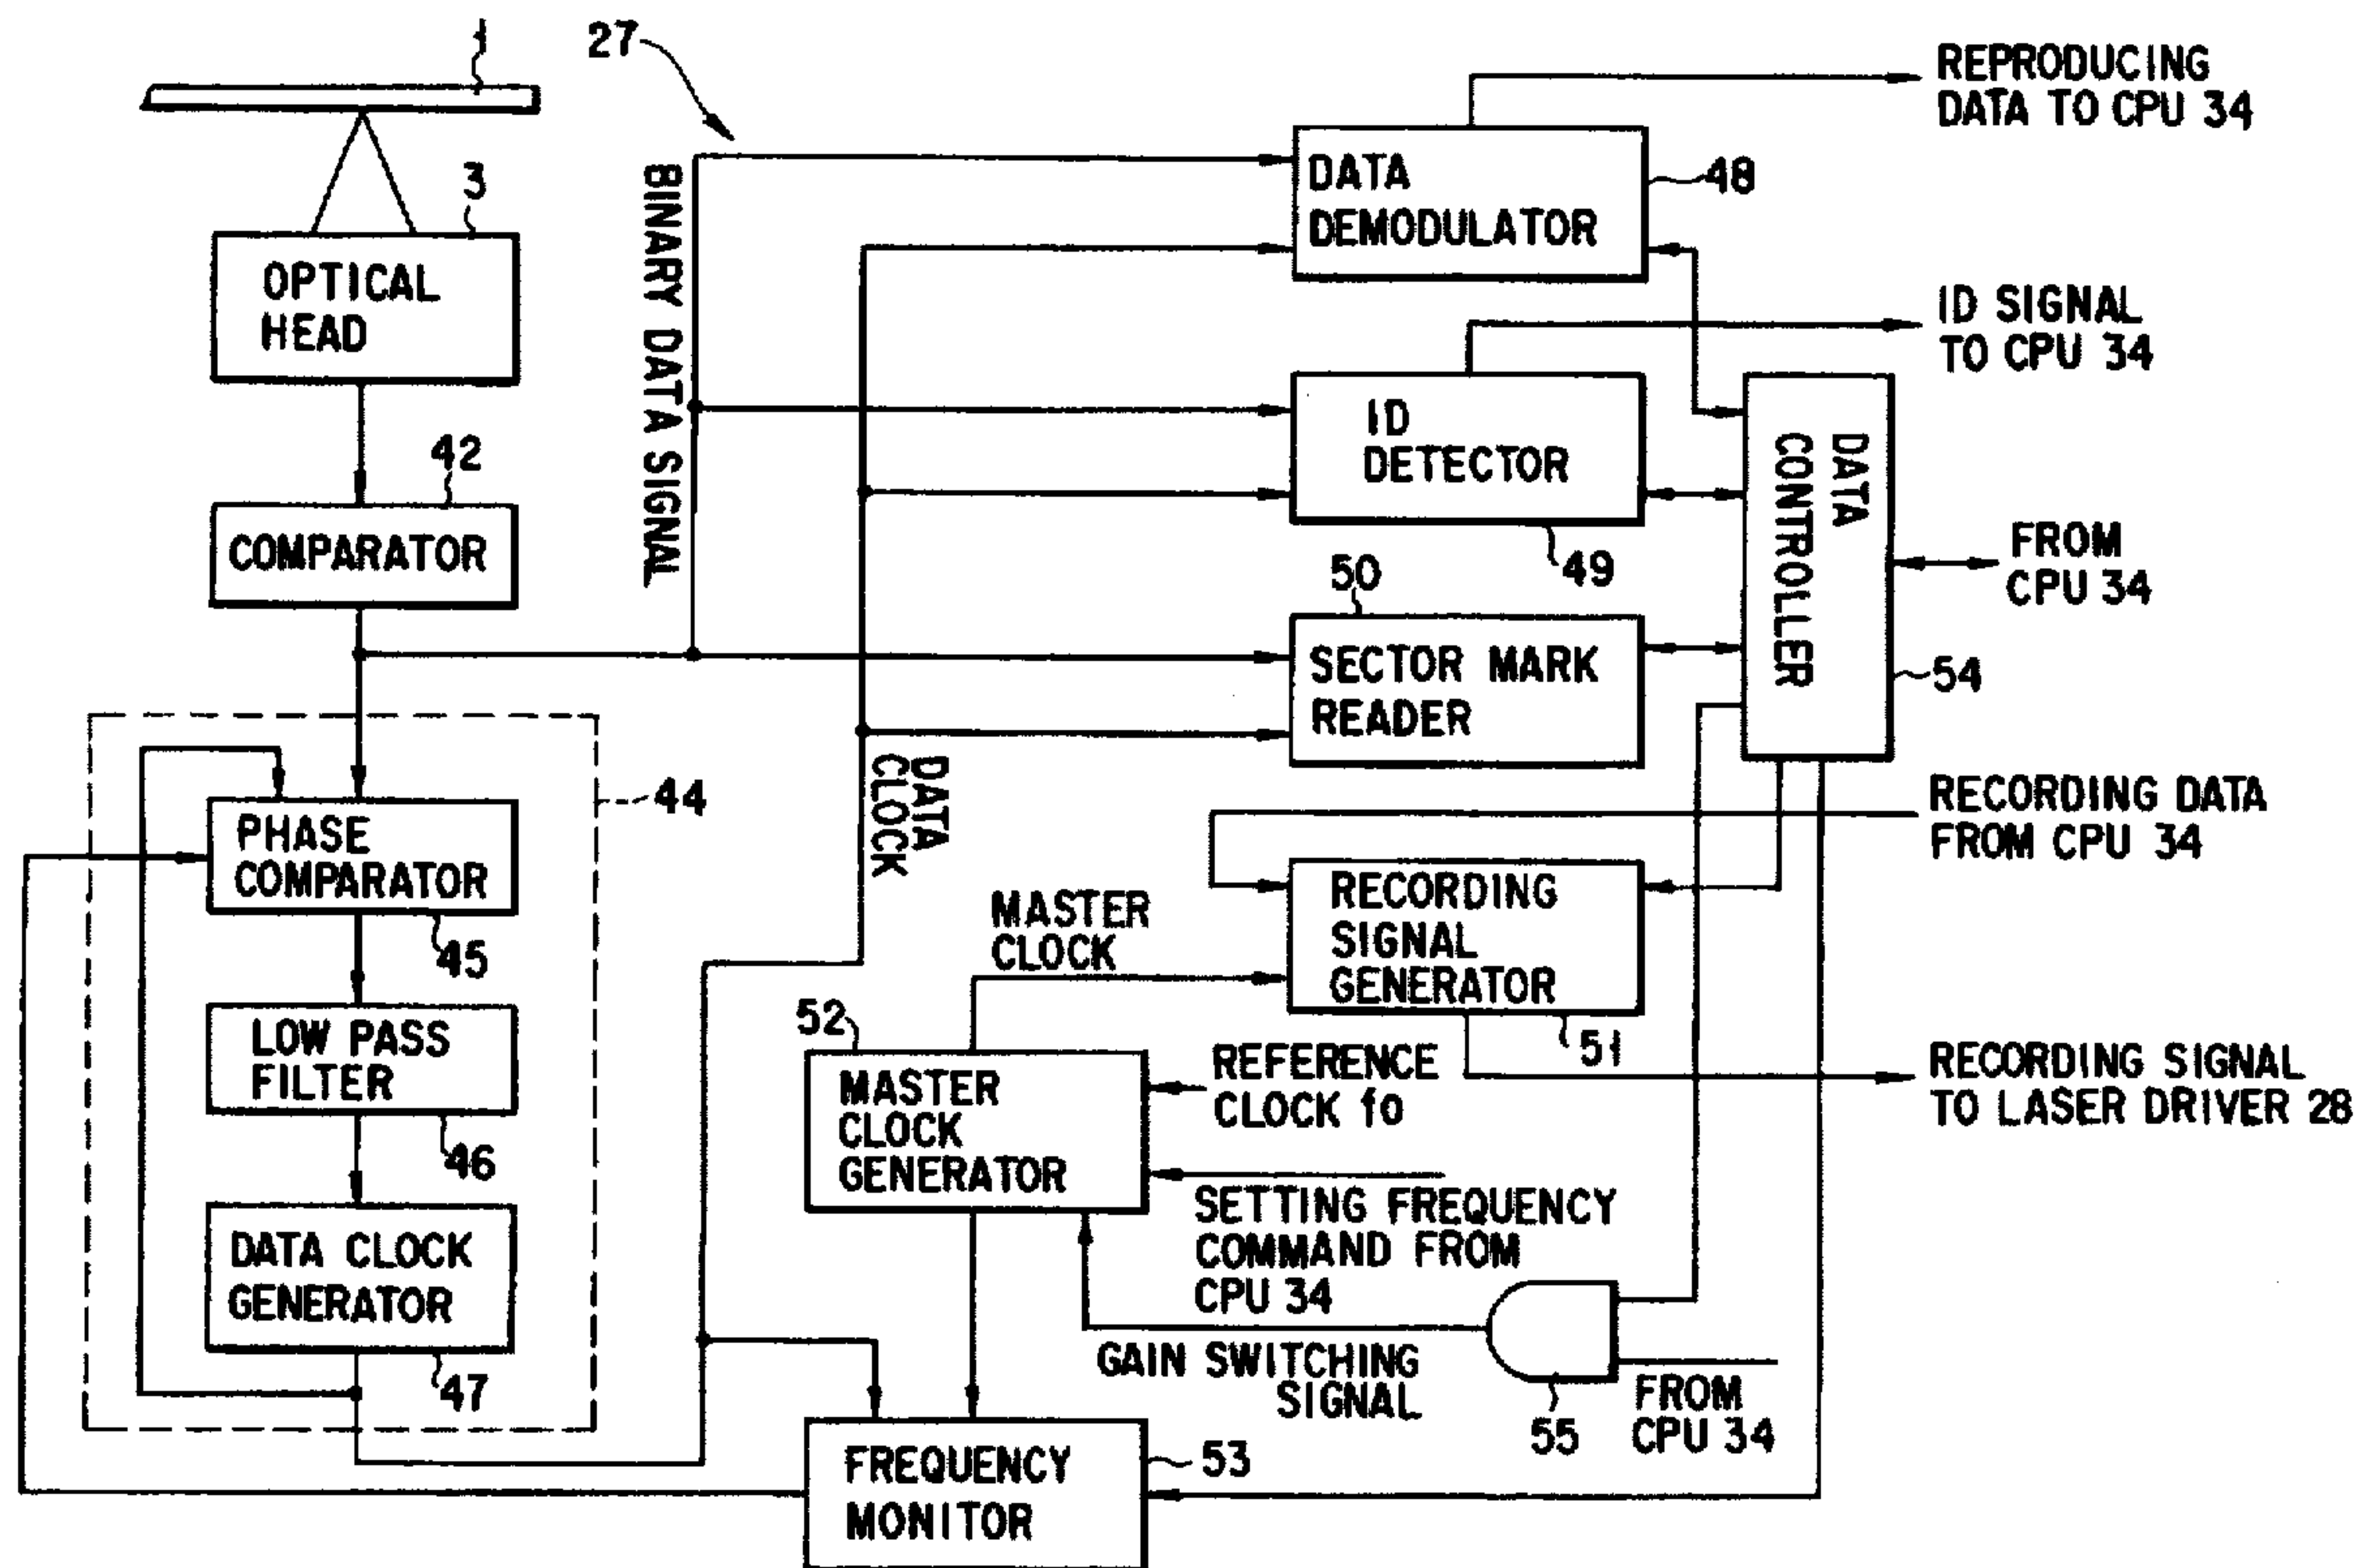 1
27
REPRODUCING
DATA TO CPU 34
3
BINARY DATA SIGNAL
DATA
DEMODULATOR
48
OPTICAL
HEAD
ID SIGNAL
TO CPU 34
42
ID
DETECTOR
DATA
CONTROLLER
COMPARATOR
49
FROM
CPU 34
50
SECTOR MARK
READER
54
44
DATA
CLOCK
RECORDING DATA
FROM CPU 34
PHASE
COMPARATOR
45
MASTER
CLOCK
RECORDING
SIGNAL
GENERATOR
52
51
LOW PASS
FILTER
46
REFERENCE
CLOCK fo
RECORDING SIGNAL
TO LASER DRIVER 28
MASTER
CLOCK
GENERATOR
SETTING FREQUENCY
COMMAND FROM
CPU 34
DATA CLOCK
GENERATOR
47
GAIN SWITCHING
SIGNAL
55
FROM
CPU 34
FREQUENCY
MONITOR
53